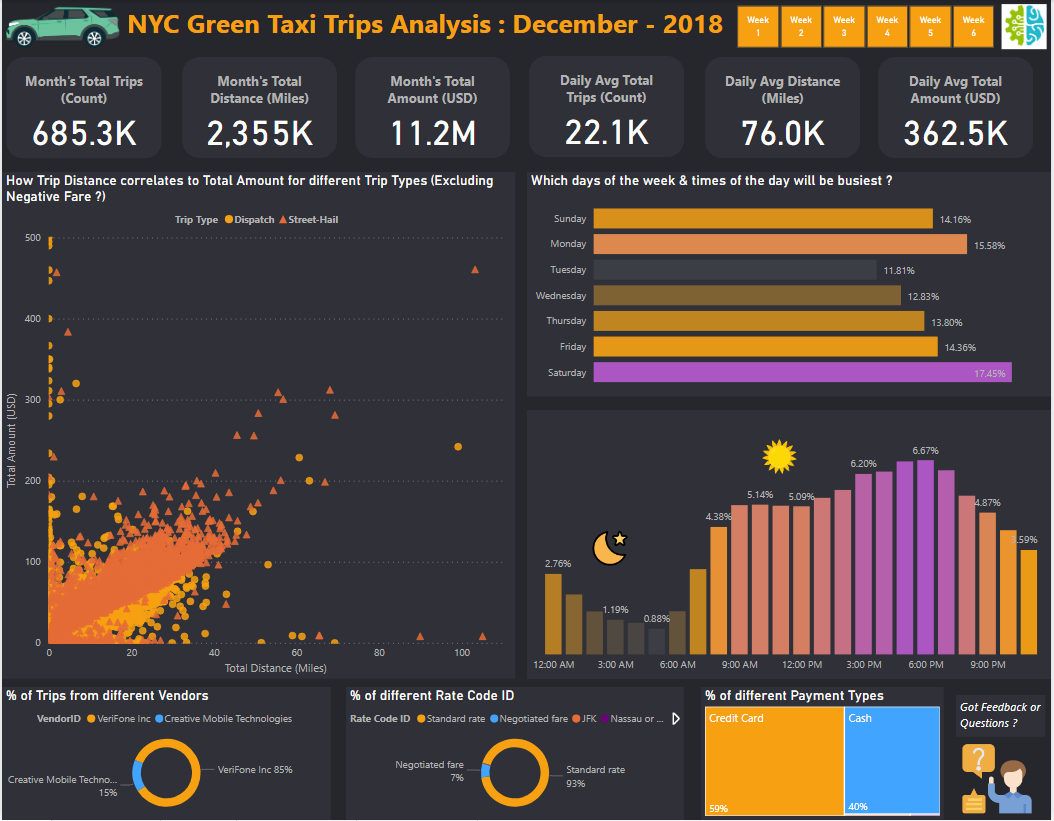 NYC Green Taxi Trips Analysis : December - 2018
Week
1
Week
2
Week
3
Week
4
Week
5
Week
6
Month's Total Trips
(Count)
685.3K
Month's Total
Distance (Miles)
2,355K
Month's Total
Amount (USD)
11.2M
Daily Avg Total
Trips (Count)
22.1K
Daily Avg Distance
(Miles)
76.0K
Daily Avg Total
Amount (USD)
362.5K
How Trip Distance correlates to Total Amount for different Trip Types (Excluding
Negative Fare ?)
Trip Type Dispatch Street-Hail
500
400
300
200
100
0
Total Amount (USD)
0 20 40 60 80 100
Total Distance (Miles)
Which days of the week & times of the day will be busiest ?
Sunday 14.16%
Monday 15.58%
Tuesday 11.81%
Wednesday 12.83%
Thursday 13.80%
Friday 14.36%
Saturday 17.45%
2.76%
1.19%
0.88%
4.38%
5.14%
5.09%
6.20%
6.67%
4.87%
3.59%
12:00 AM 3:00 AM 6:00 AM 9:00 AM 12:00 PM 3:00 PM 6:00 PM 9:00 PM
% of Trips from different Vendors
VendorID VeriFone Inc Creative Mobile Technologies
VeriFone Inc 85%
Creative Mobile Techno...
15%
% of different Rate Code ID
Rate Code ID Standard rate Negotiated fare JFK Nassau or ...
Negotiated fare
7%
Standard rate
93%
% of different Payment Types
Credit Card
59%
Cash
40%
Got Feedback or
Questions ?
?